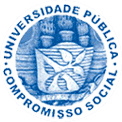 · UNIVERSIDADE PÚBLICA ·
COMPROMISSO SOCIAL